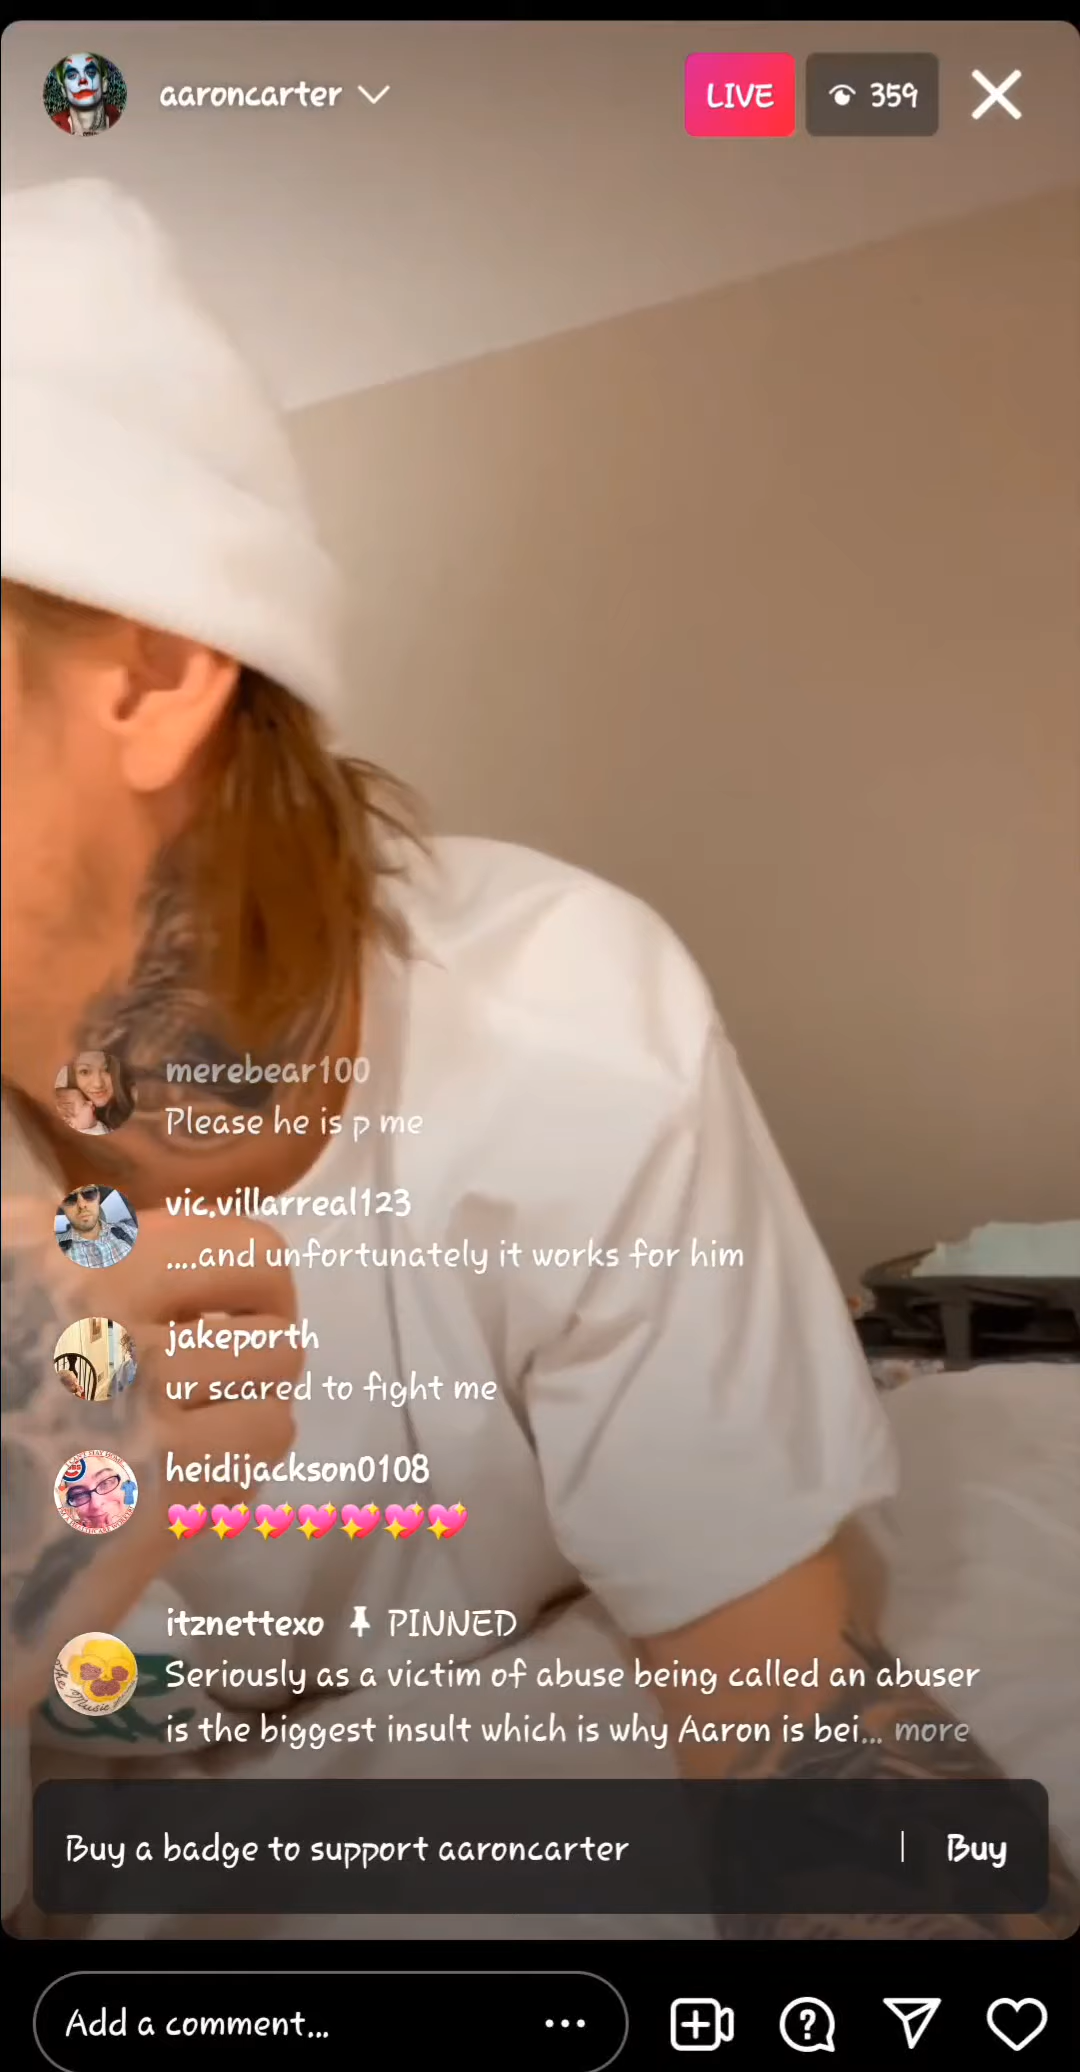 aaroncarter
LIVE
359
merebear100
Please he is p me
vic.villarreal123
....and unfortunately it works for him
jakeporth
ur scared to fight me
heidijackson0108
💖💖💖💖💖💖💖
itznettexo PINNED
Seriously as a victim of abuse being called an abuser
is the biggest insult which is why Aaron is bei... more
Buy a badge to support aaroncarter | Buy
Add a comment...